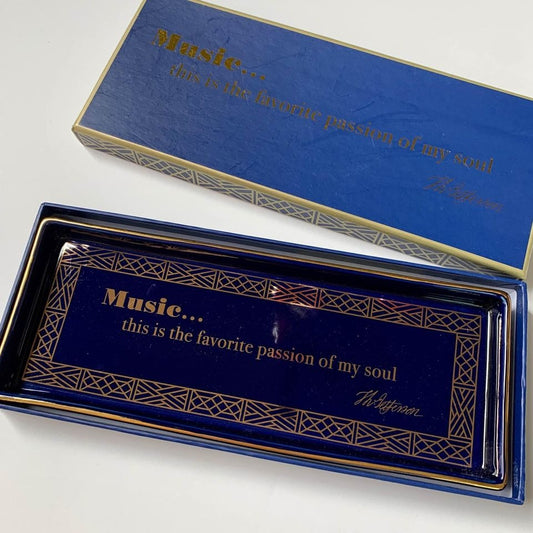 Music...
this is the favorite passion of my soul
Th Jefferson
Music...
this is the favorite passion of my soul
Th Jefferson